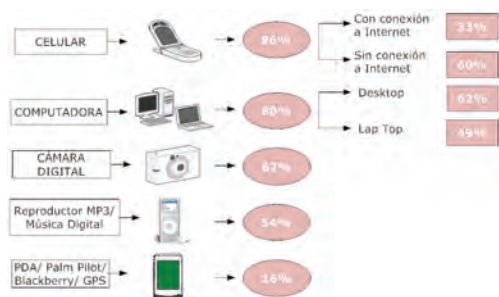 CELULAR
86%
Con conexión
a Internet
33%
Sin conexión
a Internet
60%
COMPUTADORA
80%
Desktop
62%
Lap Top
49%
CÁMARA
DIGITAL
67%
Reproductor MP3/
Música Digital
54%
PDA/ Palm Pilot/
Blackberry/ GPS
16%